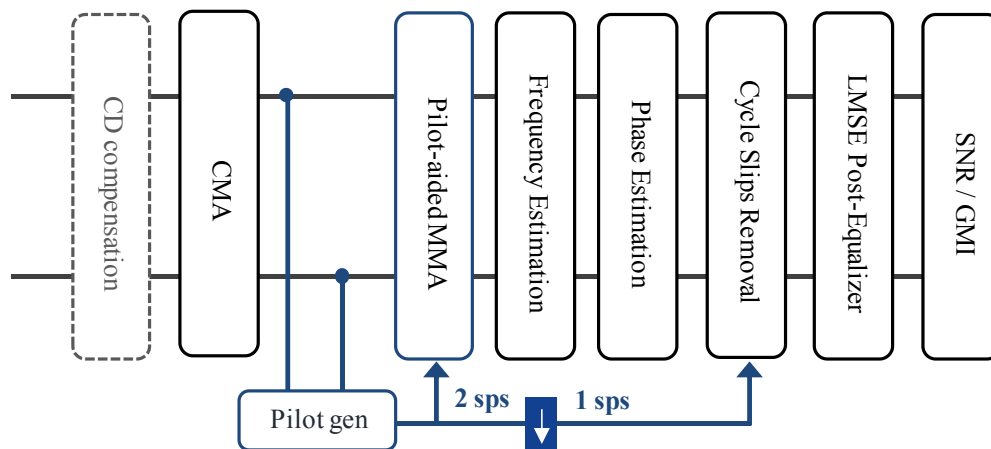 CD compensation
CMA
Pilot-aided MMA
Frequency Estimation
Phase Estimation
Cycle Slips Removal
LMSE Post-Equalizer
SNR / GMI
Pilot gen
2 sps
1 sps